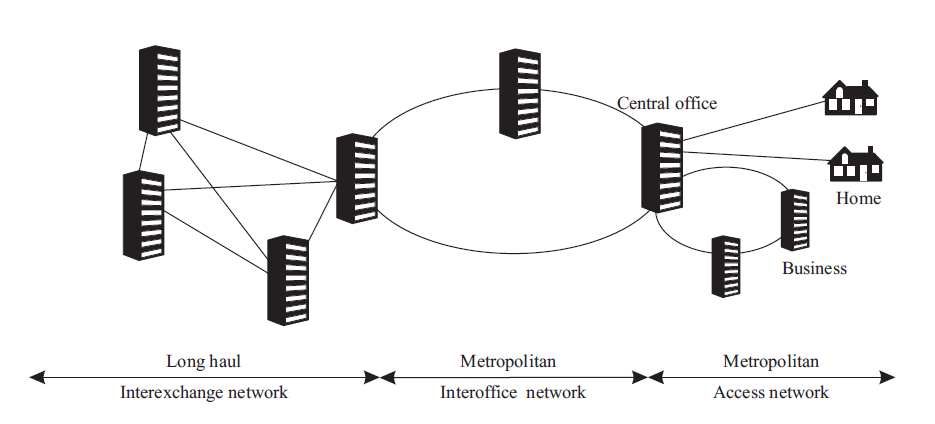 Central office
Home
Business
Long haul
Metropolitan
Metropolitan
Interexchange network
Interoffice network
Access network